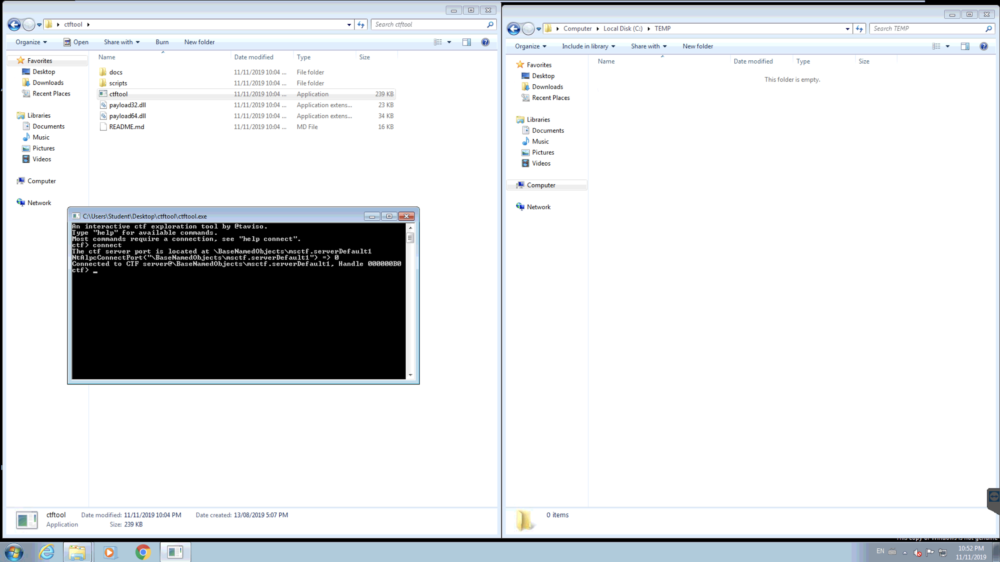 ctftool
Search ctftool
Organize Open Share with Burn New folder
Name Date modified Type Size
Favorites
Desktop
Downloads
Recent Places
Libraries
Documents
Music
Pictures
Videos
Computer
Network
docs 11/11/2019 10:04 ... File folder
scripts 11/11/2019 10:04 ... File folder
ctftool 11/11/2019 10:04 ... Application 239 KB
payload32.dll 11/11/2019 10:04 ... Application extens... 23 KB
payload64.dll 11/11/2019 10:04 ... Application extens... 34 KB
README.md 11/11/2019 10:04 ... MD File 16 KB
C:\Users\Student\Desktop\ctftool\ctftool.exe
An interactive ctf exploration tool by @taviso.
Type "help" for available commands.
Most commands require a connection, see "help connect".
ctf> connect
The ctf server port is located at \BaseNamedObjects\msctf.serverDefault1
NtAlpcConnectPort("\BaseNamedObjects\msctf.serverDefault1") => 0
Connected to CTF server@\BaseNamedObjects\msctf.serverDefault1, Handle 000000B0
ctf> _
ctftool Date modified: 11/11/2019 10:04 PM Date created: 13/08/2019 5:07 PM
Application Size: 239 KB
Computer Local Disk (C:) TEMP
Search TEMP
Organize Include in library Share with New folder
Name Date modified Type Size
This folder is empty.
Favorites
Desktop
Downloads
Recent Places
Libraries
Documents
Music
Pictures
Videos
Computer
Network
0 items
This copy of Windows is not genuine
EN
10:52 PM
11/11/2019